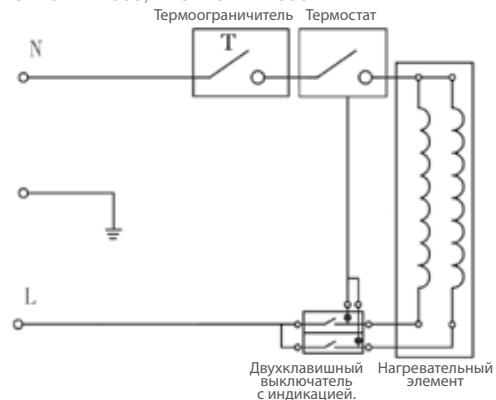 Термоограничитель Термостат
N
T
L
Двухклавишный
выключатель
с индикацией.
Нагревательный
элемент